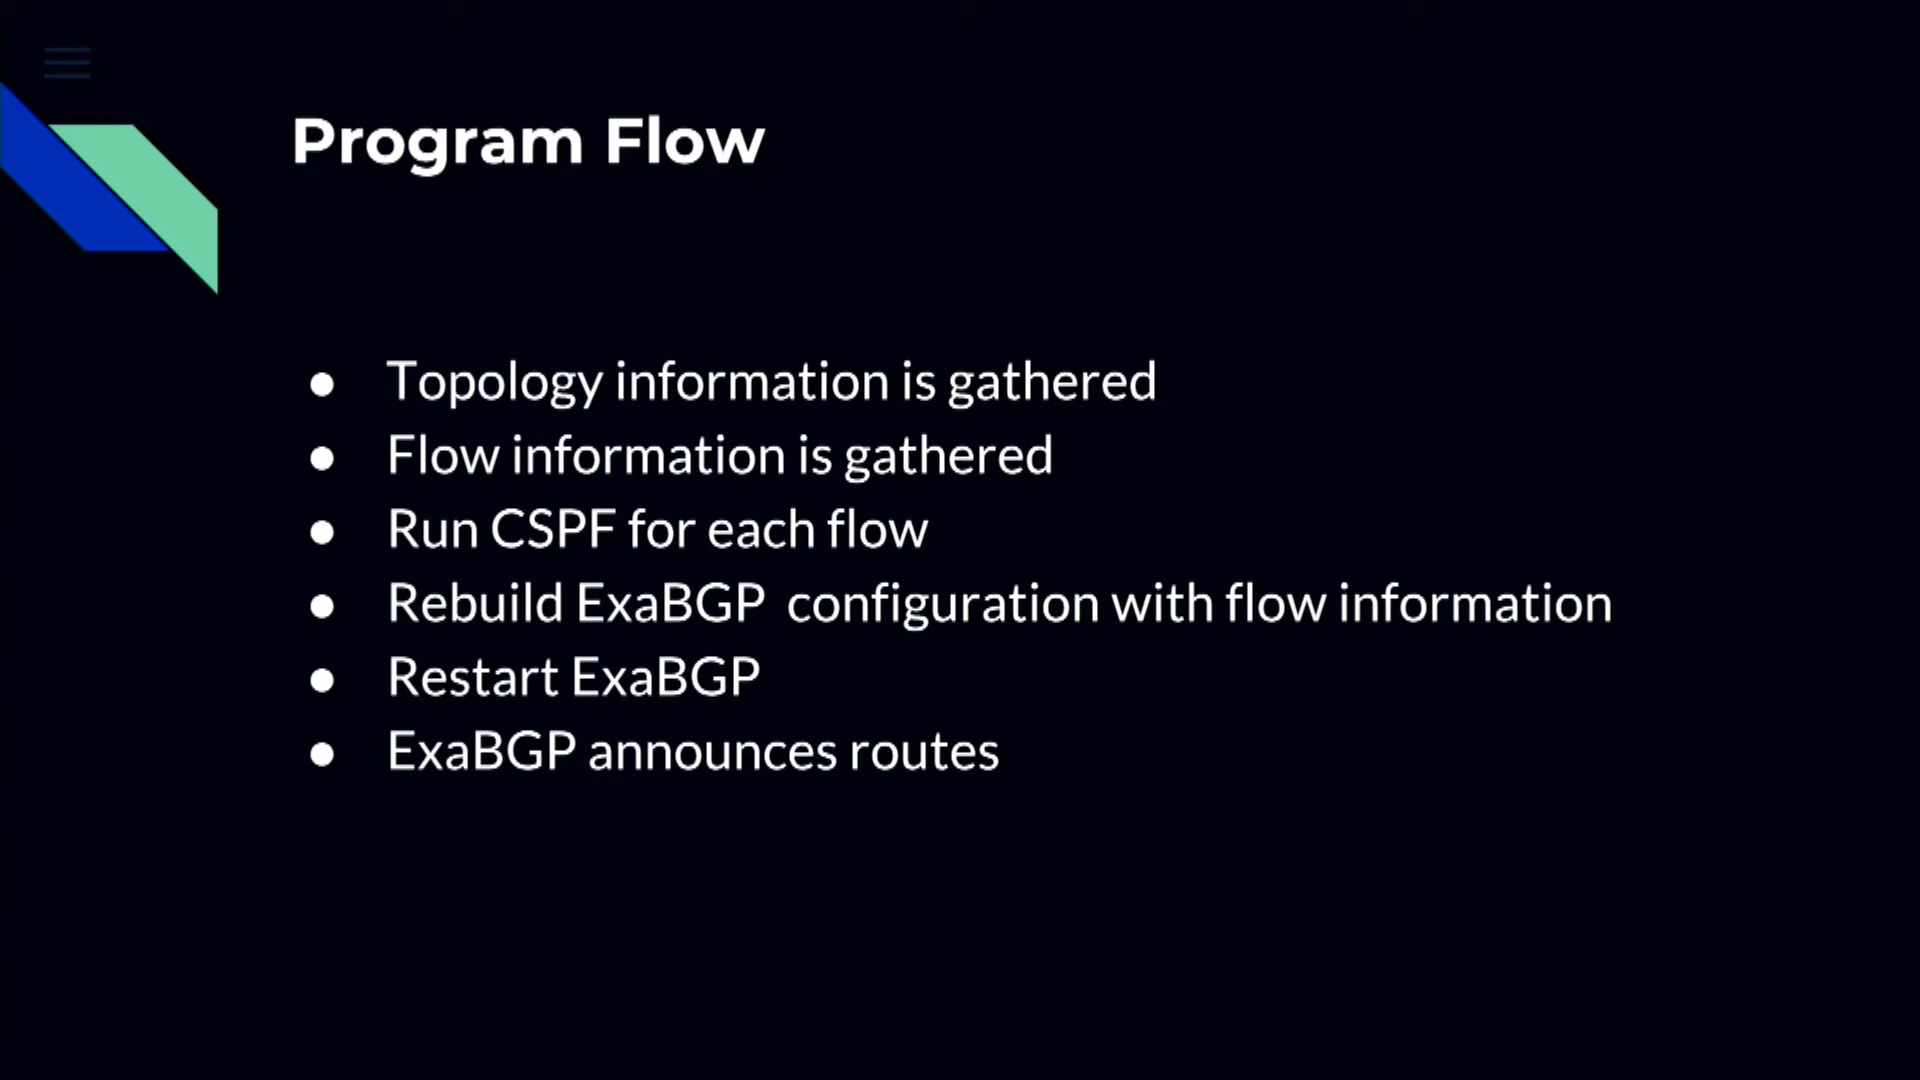 Program Flow
● Topology information is gathered
● Flow information is gathered
● Run CSPF for each flow
● Rebuild ExaBGP  configuration with flow information
● Restart ExaBGP
● ExaBGP announces routes